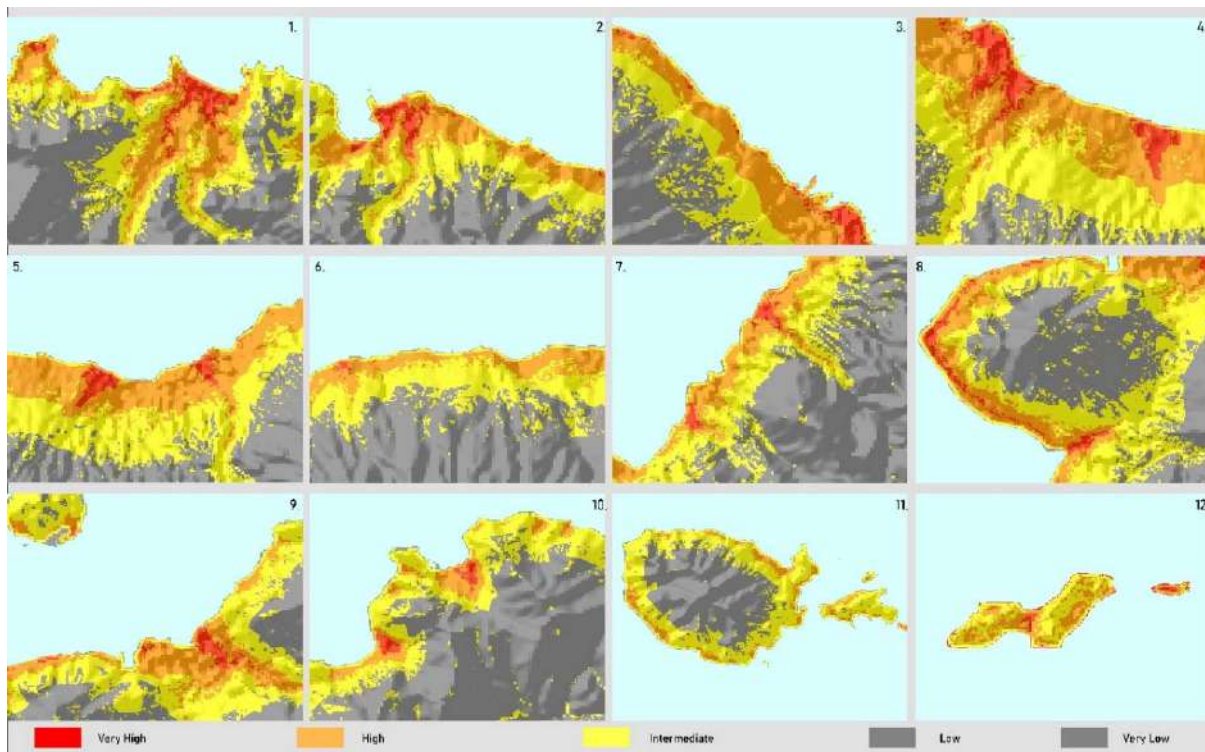 1.
2.
3.
4.
5.
6.
7.
8.
9.
10.
11.
12.
Very High
High
Intermediate
Low
Very Low